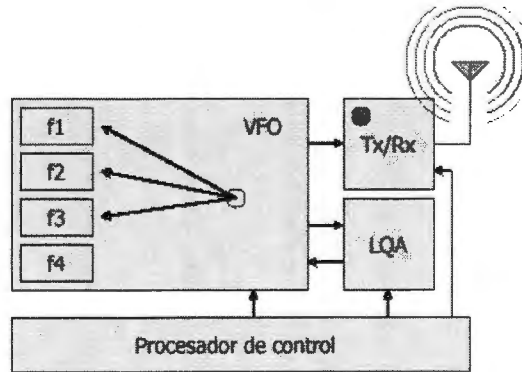 f1
VFO
f2
Tx/Rx
f3
LQA
f4
Procesador de control